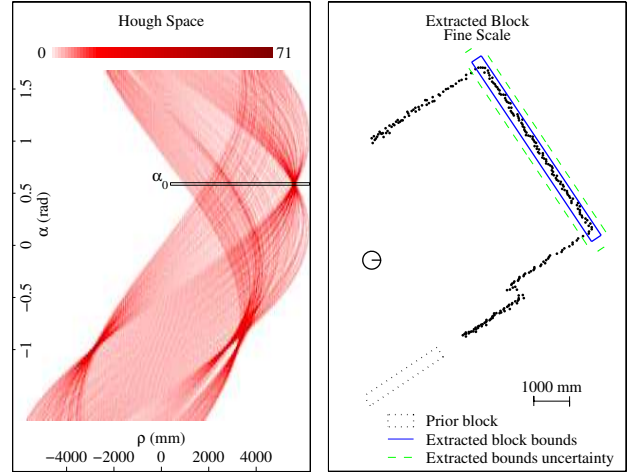 Hough Space
0 71
1.5
1
0.5
0
−0.5
−1
α (rad)
α0
ρ (mm)
−4000 −2000 0 2000 4000
Extracted Block
Fine Scale
1000 mm
Prior block
Extracted block bounds
Extracted bounds uncertainty